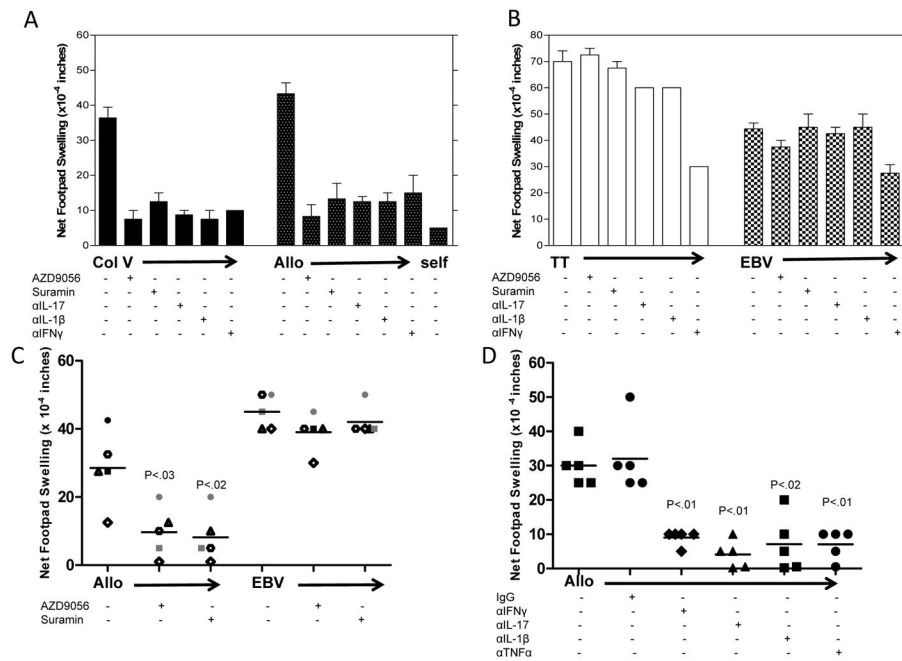 A
Net Footpad Swelling (x10⁻⁴ inches)
50
40
30
20
10
0
Col V
Allo
self
AZD9056 - + - - - - - + - - - - -
Suramin - - + - - - - - + - - - -
αIL-17 - - - + - - - - - + - - -
αIL-1β - - - - + - - - - - + - -
αIFNγ - - - - - + - - - - - + -
B
Net Footpad Swelling (x10⁻⁴ inches)
80
70
60
50
40
30
20
10
0
TT
EBV
AZD9056 - + - - - - - + - - - -
Suramin - - + - - - - - + - - -
αIL-17 - - - + - - - - - + - -
αIL-1β - - - - + - - - - - + -
αIFNγ - - - - - + - - - - - +
C
Net Footpad Swelling (x 10⁻⁴ inches)
60
40
20
0
P<.03
P<.02
Allo
EBV
AZD9056 - + - - + -
Suramin - - + - - +
D
Net Footpad Swelling (x 10⁻⁴ inches)
60
50
40
30
20
10
0
P<.01
P<.01
P<.02
P<.01
Allo
IgG - + - - - -
αIFNγ - - + - - -
αIL-17 - - - + - -
αIL-1β - - - - + -
αTNFα - - - - - +